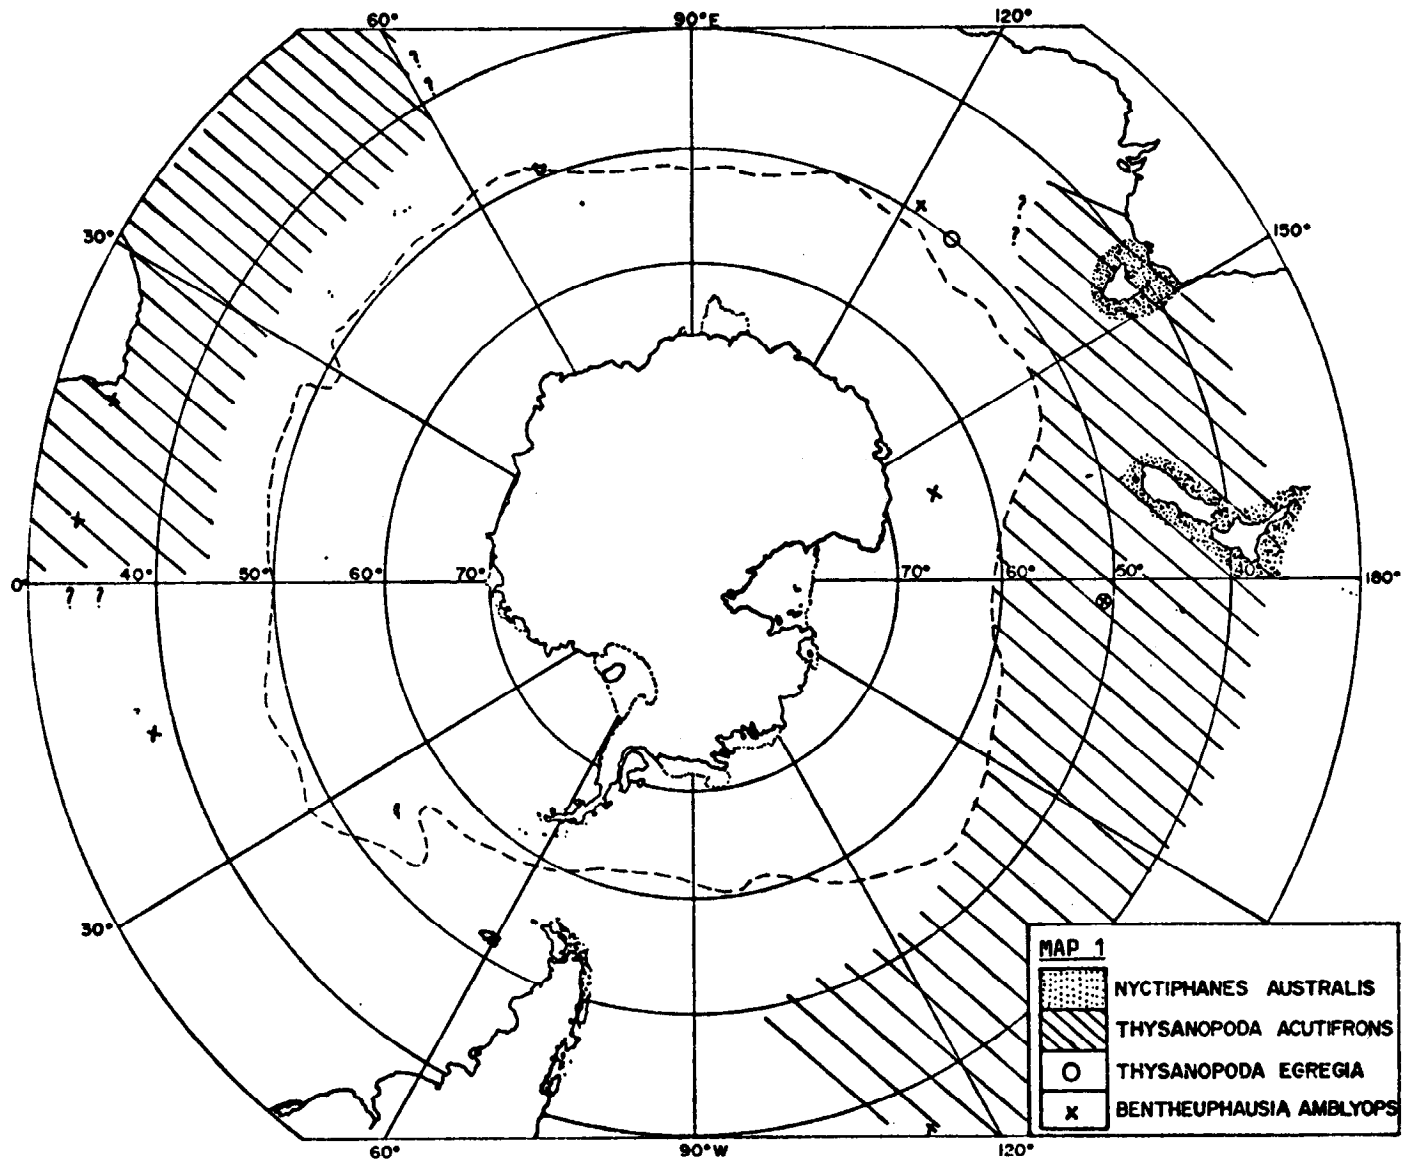 60° 90°E 120°
? ?
30° ? ? 150°
0° 40° 50° 60° 70° 70° 60° 50° 40° 180°
? ?
30°
MAP 1
NYCTIPHANES AUSTRALIS
THYSANOPODA ACUTIFRONS
THYSANOPODA EGREGIA
BENTHEUPHAUSIA AMBLYOPS
60° 90°W 120°